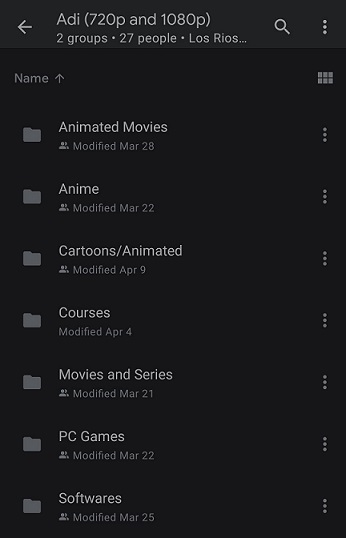 Adi (720p and 1080p)
2 groups • 27 people • Los Rios...
Name ↑
Animated Movies
Modified Mar 28
Anime
Modified Mar 22
Cartoons/Animated
Modified Apr 9
Courses
Modified Apr 4
Movies and Series
Modified Mar 21
PC Games
Modified Mar 22
Softwares
Modified Mar 25